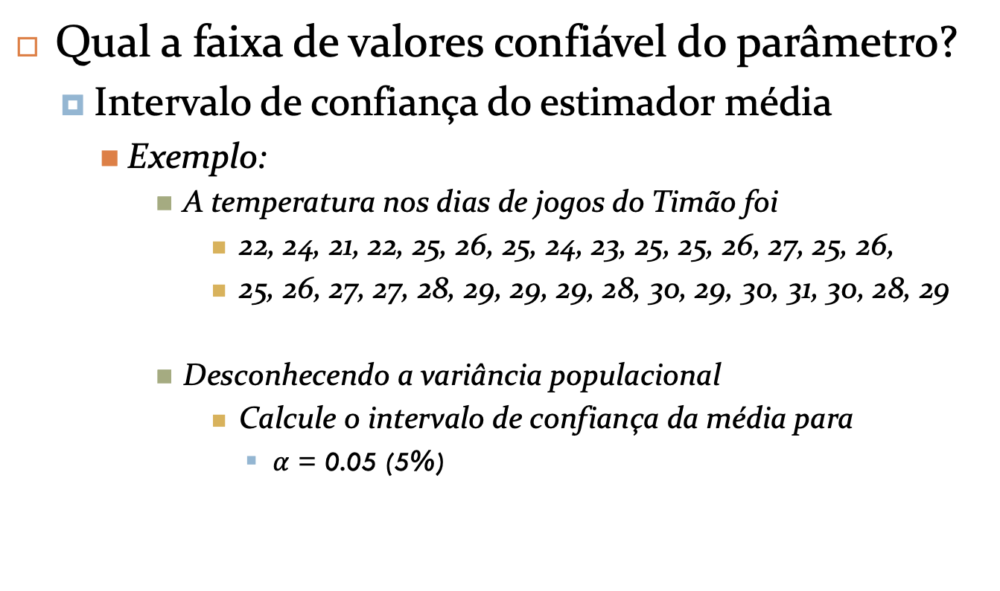 Qual a faixa de valores confiável do parâmetro?
Intervalo de confiança do estimador média
Exemplo:
A temperatura nos dias de jogos do Timão foi
22, 24, 21, 22, 25, 26, 25, 24, 23, 25, 25, 26, 27, 25, 26,
25, 26, 27, 27, 28, 29, 29, 29, 28, 30, 29, 30, 31, 30, 28, 29
Desconhecendo a variância populacional
Calcule o intervalo de confiança da média para
α = 0.05 (5%)